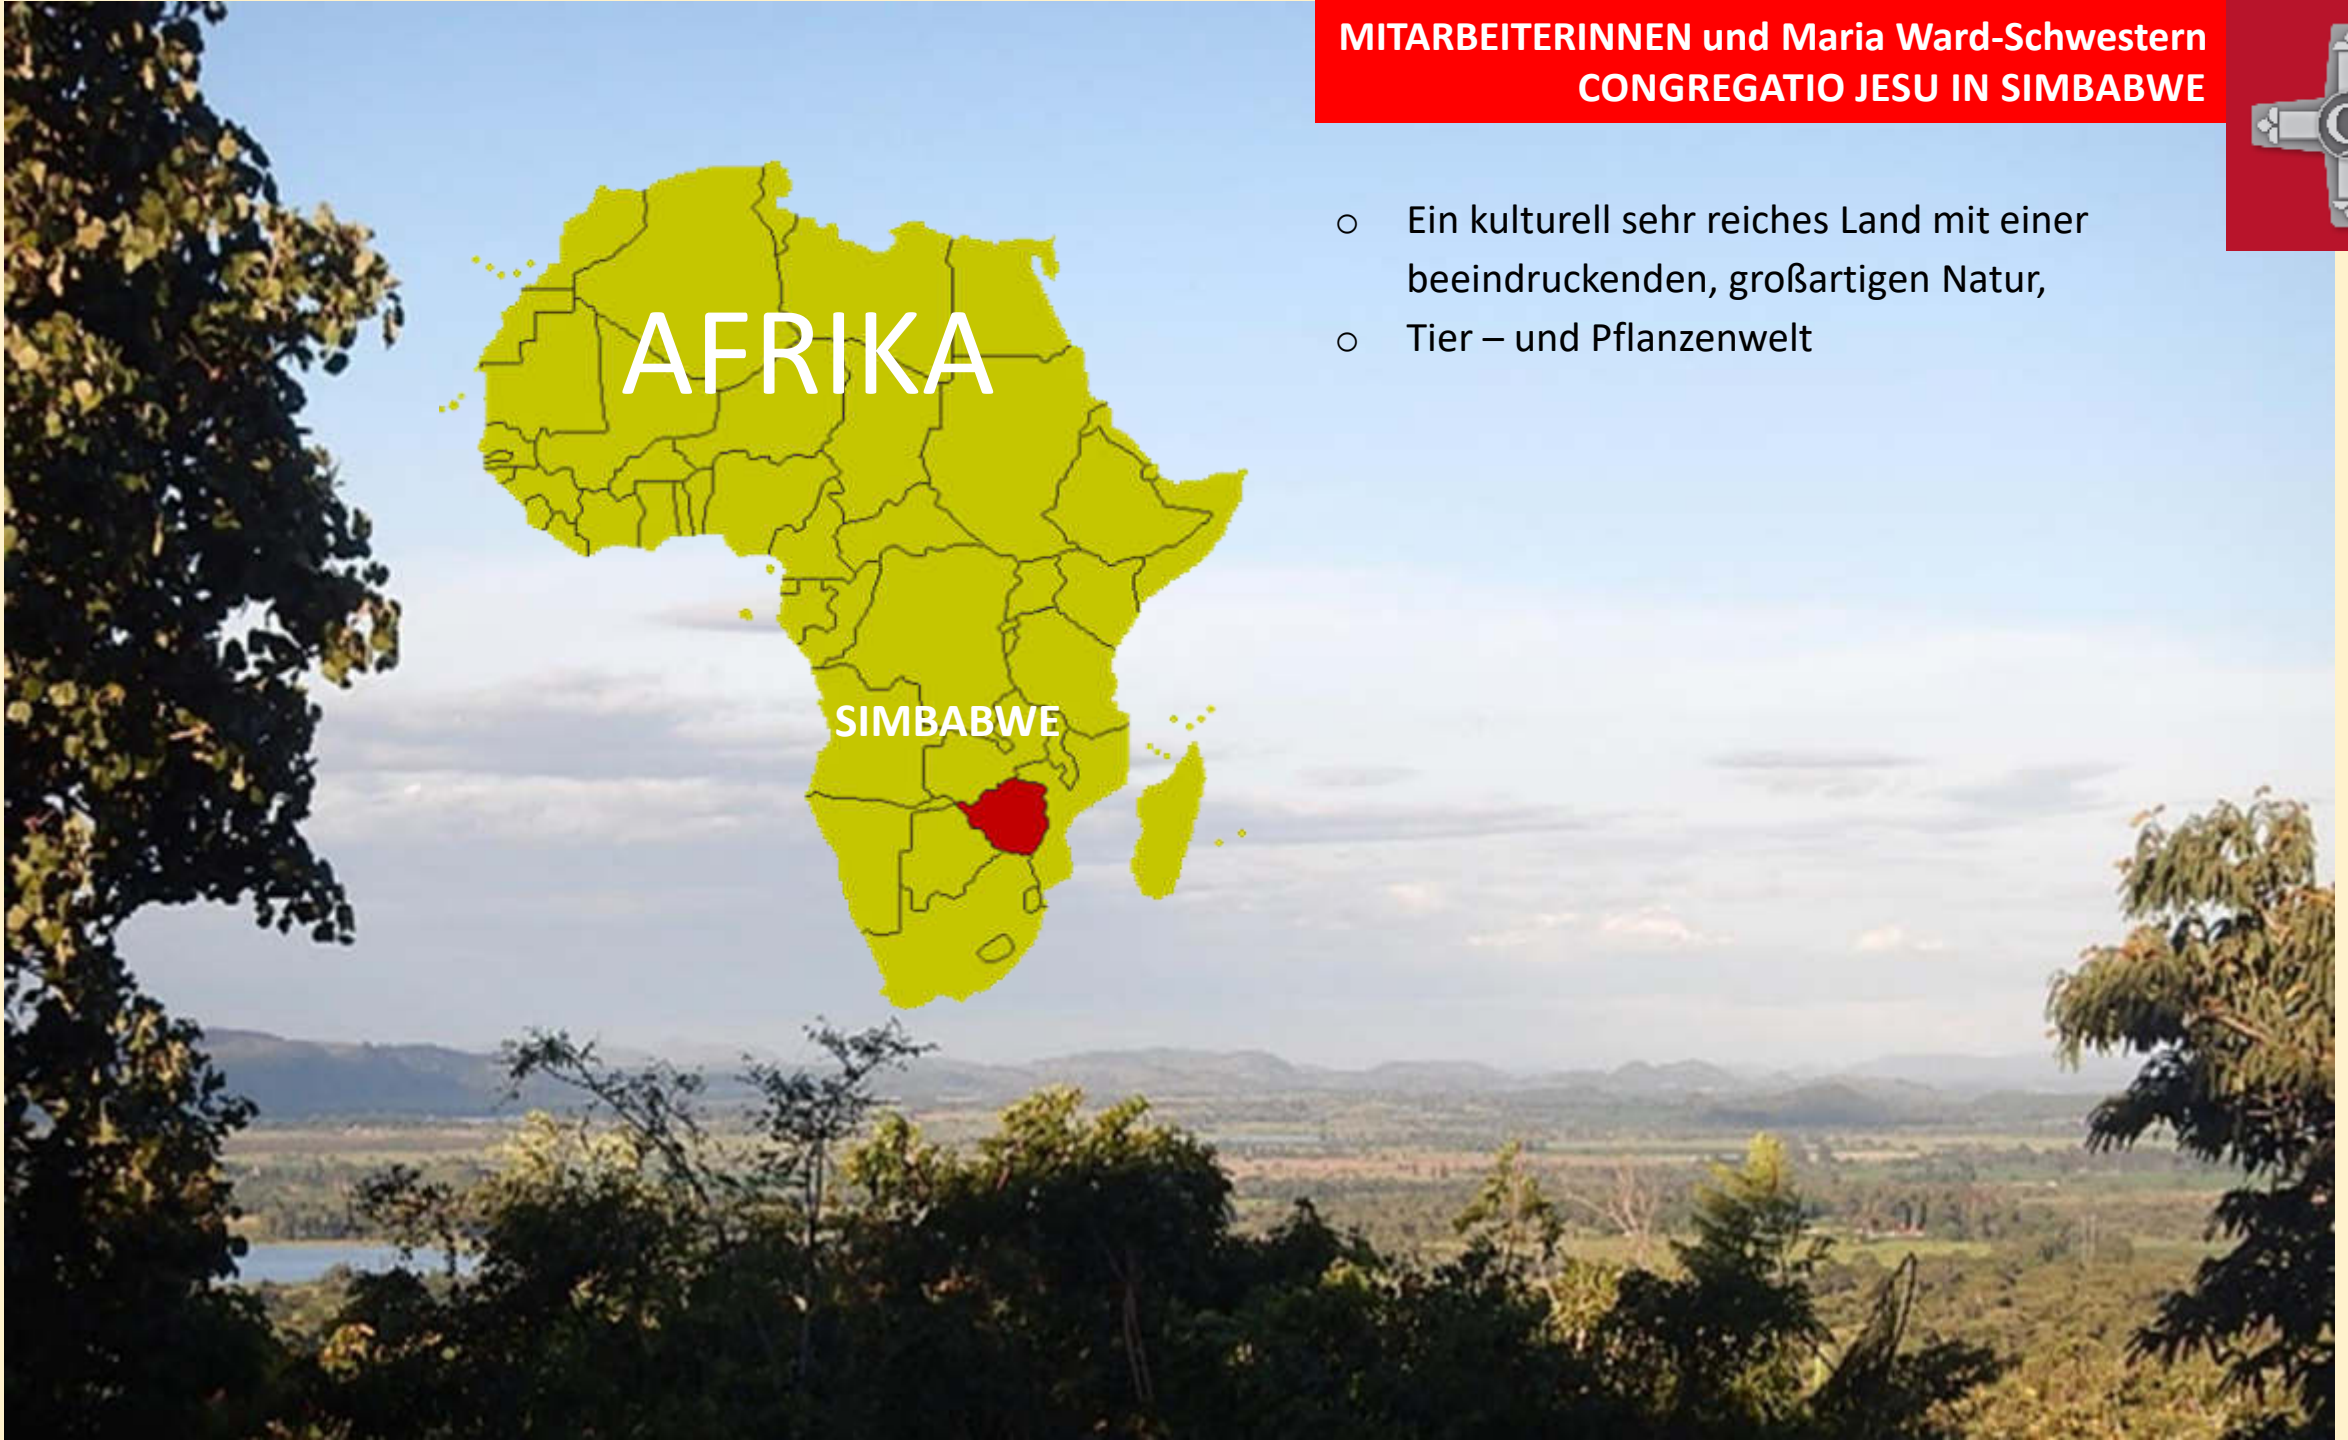 MITARBEITERINNEN und Maria Ward-Schwestern
CONGREGATIO JESU IN SIMBABWE
o Ein kulturell sehr reiches Land mit einer
beeindruckenden, großartigen Natur,
o Tier – und Pflanzenwelt
AFRIKA
SIMBABWE